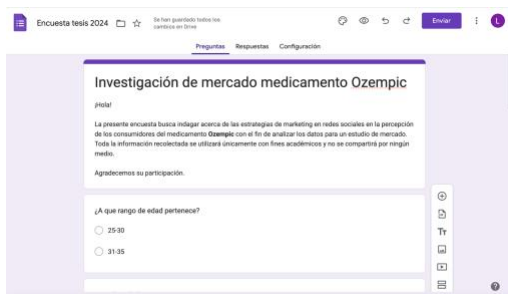 Encuesta tesis 2024
Se han guardado todos los
cambios en Drive
Enviar
L
Preguntas Respuestas Configuración
Investigación de mercado medicamento Ozempic
¡Hola!
La presente encuesta busca indagar acerca de las estrategias de marketing en redes sociales en la percepción
de los consumidores del medicamento Ozempic con el fin de analizar los datos para un estudio de mercado.
Toda la información recolectada se utilizará únicamente con fines académicos y no se compartirá por ningún
medio.
Agradecemos su participación.
¿A que rango de edad pertenece?
25-30
31-35
Tт